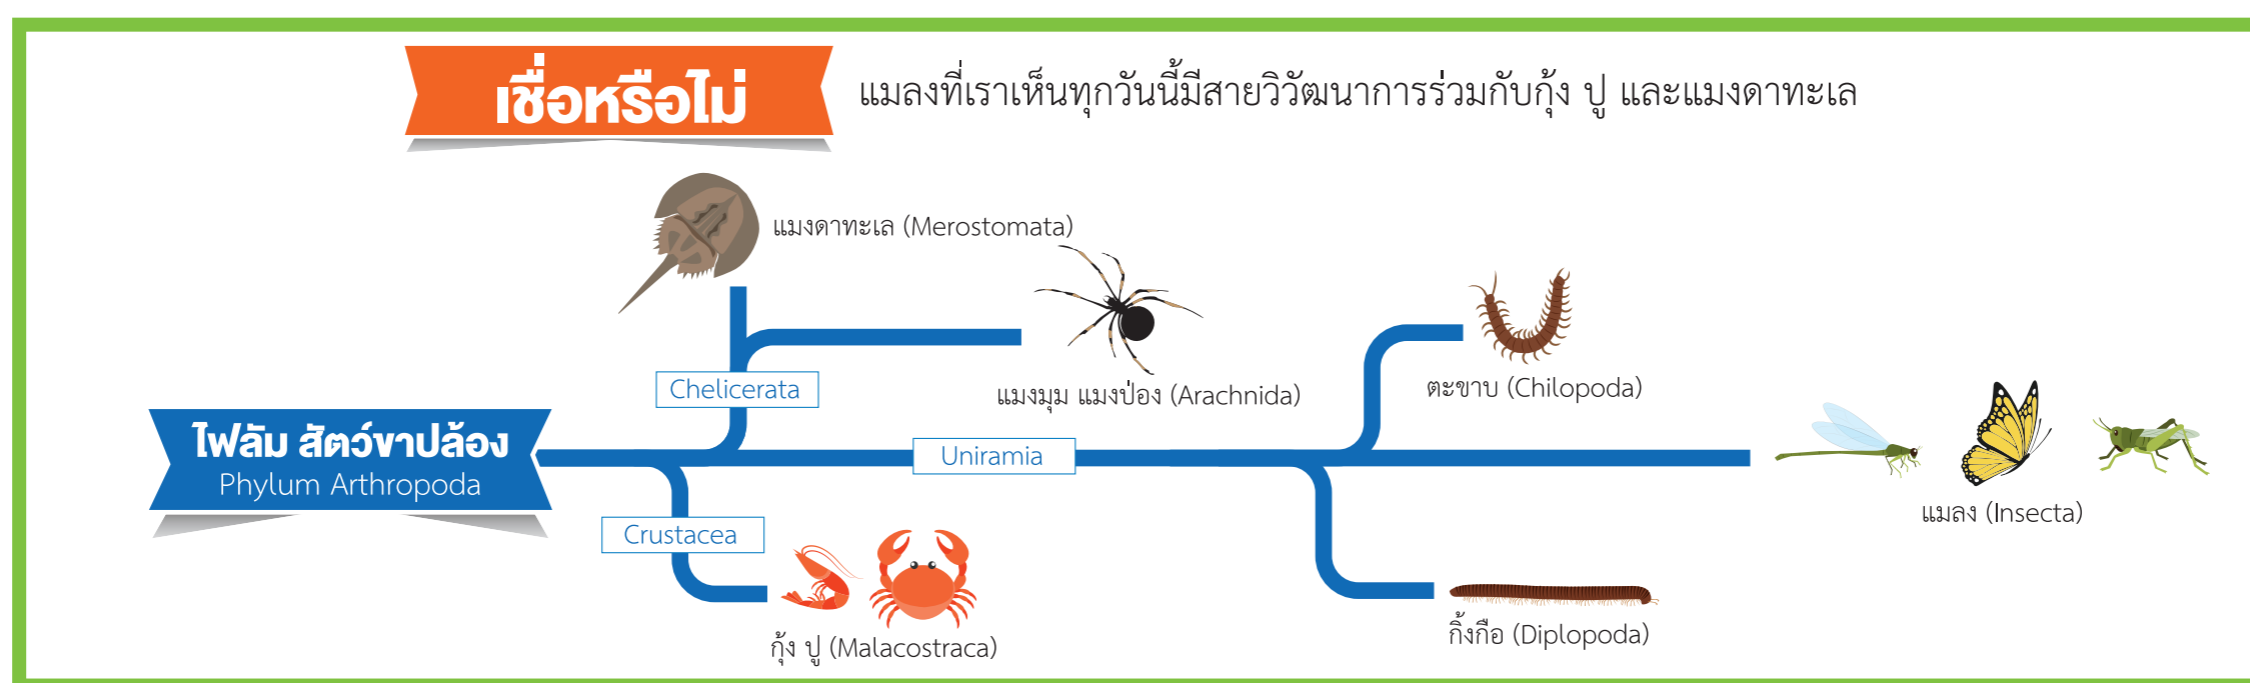 เชื่อหรือไม่
แมลงที่เราเห็นทุกวันนี้มีสายวิวัฒนาการร่วมกับกุ้ง ปู และแมงดาทะเล
แมงดาทะเล (Merostomata)
Chelicerata
แมงมุม แมงป่อง (Arachnida)
ตะขาบ (Chilopoda)
ไฟลัม สัตว์ขาปล้อง
Phylum Arthropoda
Uniramia
แมลง (Insecta)
Crustacea
กุ้ง ปู (Malacostraca)
กิ้งกือ (Diplopoda)